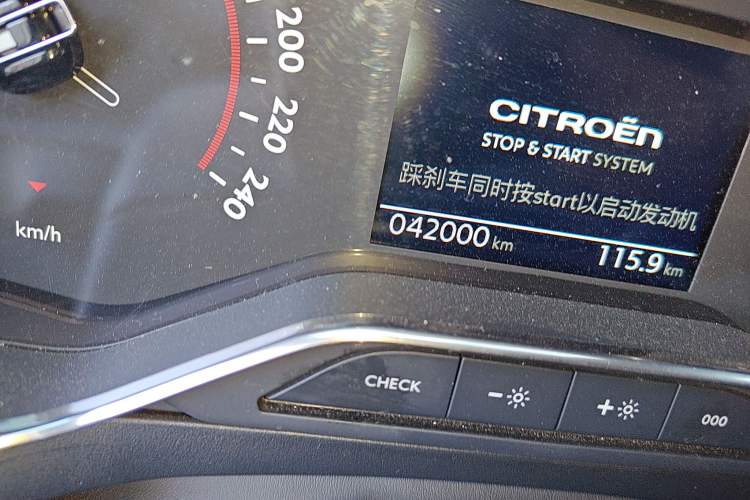 200
220
240
km/h
CITROËn
STOP & START SYSTEM
踩刹车同时按start以启动发动机
042000 km
115.9 km
CHECK
-
+
000